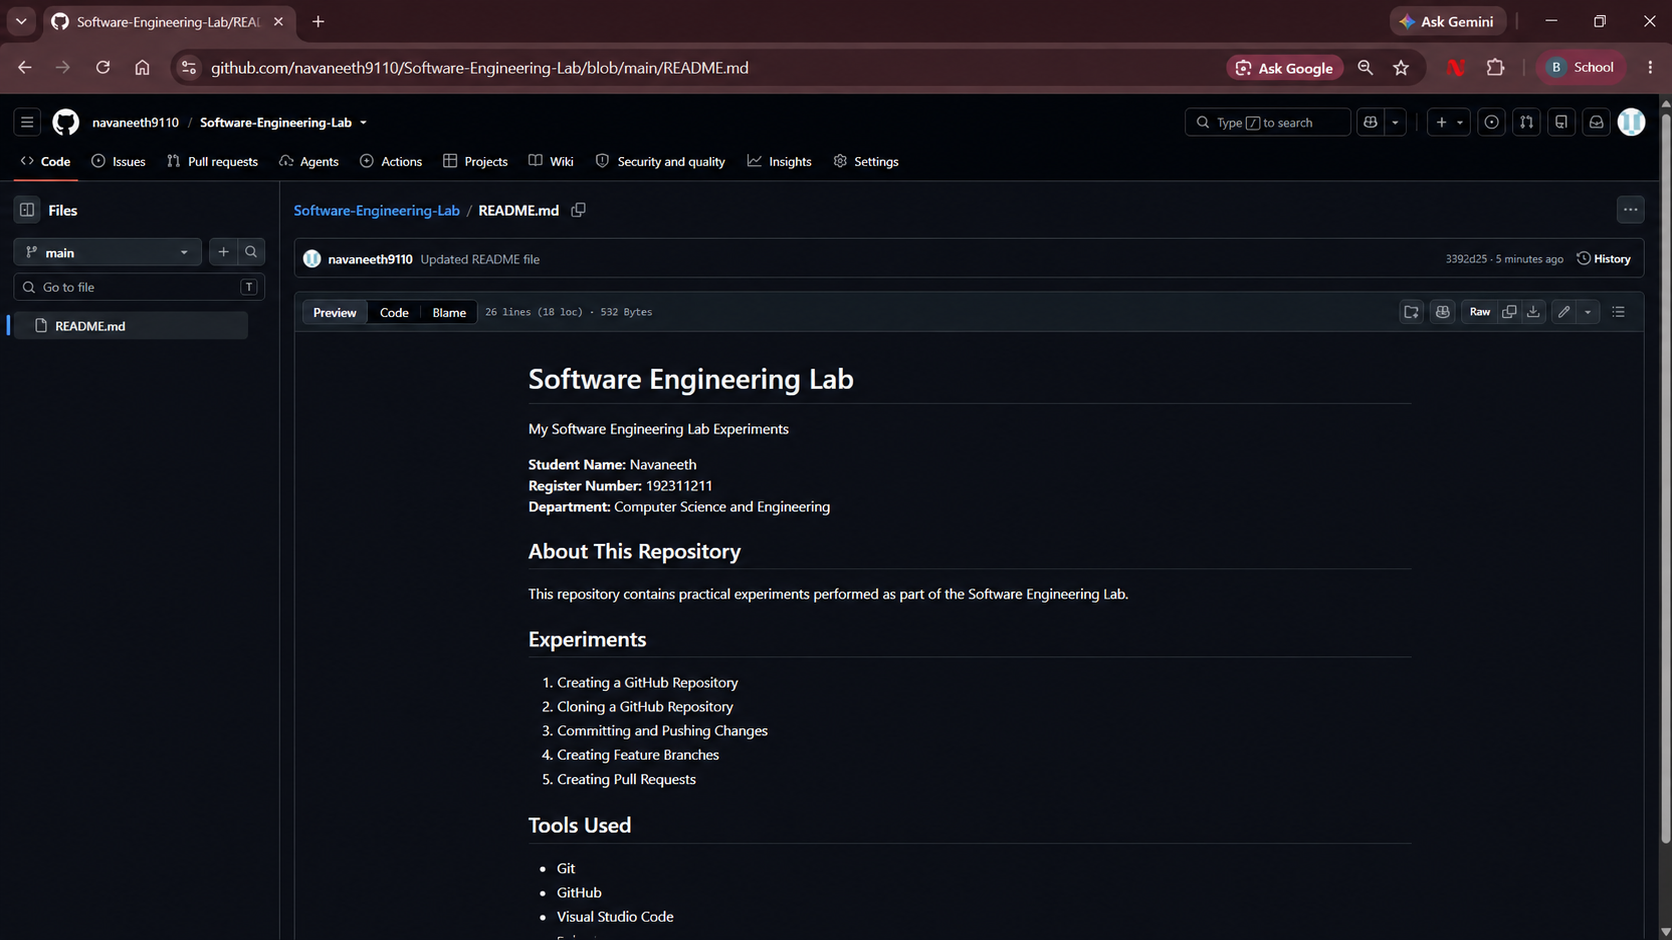 Software-Engineering-Lab/READ
Ask Gemini
github.com/navaneeth9110/Software-Engineering-Lab/blob/main/README.md
Ask Google
B School
navaneeth9110 / Software-Engineering-Lab
Type / to search
Code Issues Pull requests Agents Actions Projects Wiki Security and quality Insights Settings
Files
Software-Engineering-Lab / README.md
main
navaneeth9110 Updated README file
3392d25 · 5 minutes ago History
Go to file T
README.md
Preview Code Blame 26 lines (18 loc) · 532 Bytes
Raw
Software Engineering Lab
My Software Engineering Lab Experiments
Student Name: Navaneeth
Register Number: 192311211
Department: Computer Science and Engineering
About This Repository
This repository contains practical experiments performed as part of the Software Engineering Lab.
Experiments
1. Creating a GitHub Repository
2. Cloning a GitHub Repository
3. Committing and Pushing Changes
4. Creating Feature Branches
5. Creating Pull Requests
Tools Used
Git
GitHub
Visual Studio Code